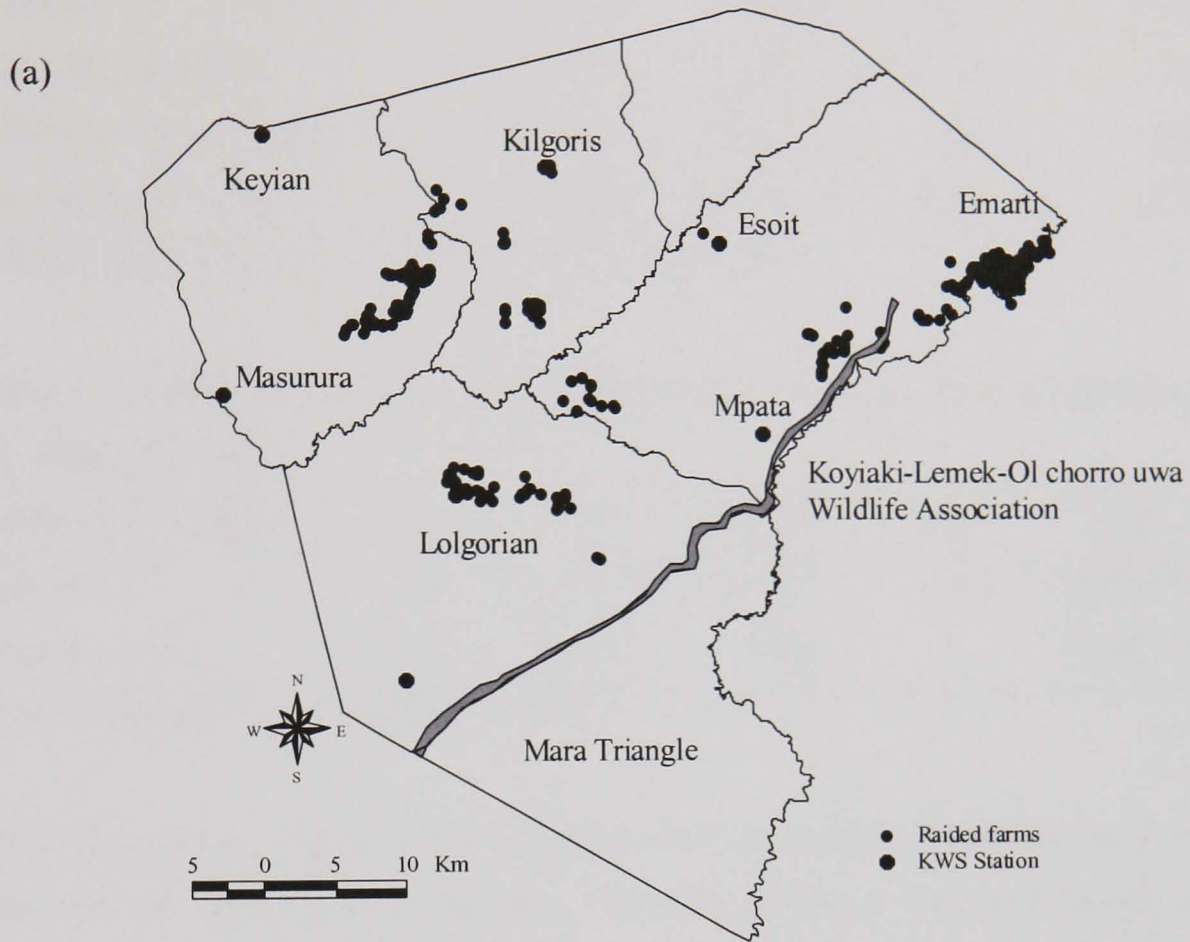 (a)
Kilgoris
Keyian
Emarti
Esoit
Masurura
Mpata
Koyiaki-Lemek-Ol chorro uwa
Wildlife Association
Lolgorian
N
W E
S
Mara Triangle
Raided farms
KWS Station
5 0 5 10 Km